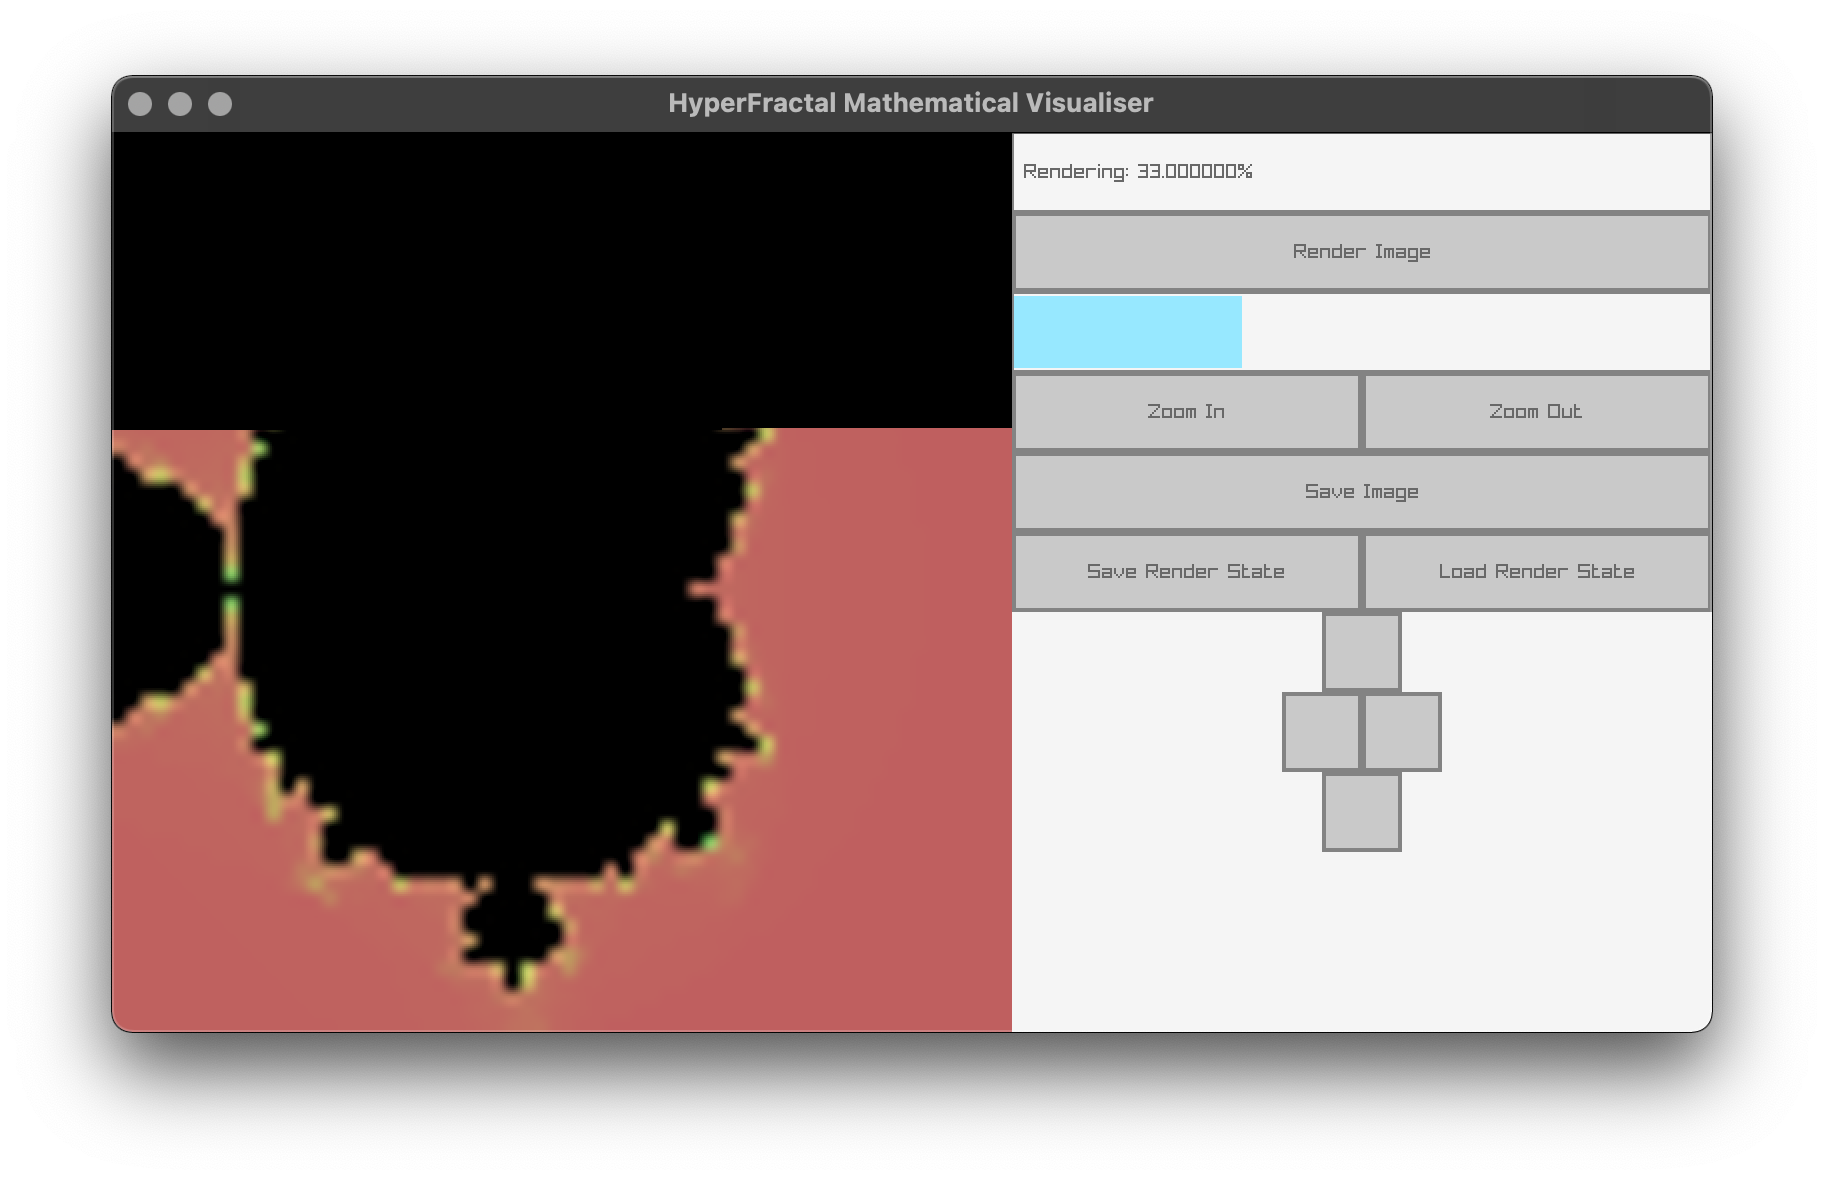 HyperFractal Mathematical Visualiser
Rendering: 33.000000%
Render Image
Zoom In
Zoom Out
Save Image
Save Render State
Load Render State